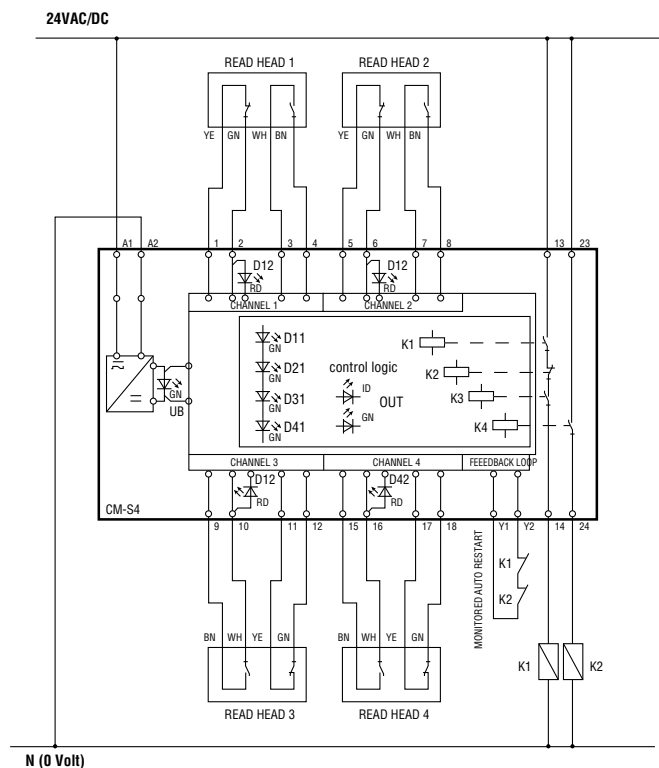 24VAC/DC
READ HEAD 1 READ HEAD 2
YE GN WH BN YE GN WH BN
A1 A2 1 2 3 4 5 6 7 8 13 23
D12 D12
RD RD
CHANNEL 1 CHANNEL 2
D11
GN
K1
D21
GN
control logic
K2
GN
UB
D31
GN
ID
OUT
K3
D41
GN
GN
K4
CHANNEL 3 CHANNEL 4 FEEEDBACK LOOP
D12 D42
RD RD
CM-S4
9 10 11 12 15 16 17 18 Y1 Y2 14 24
MONITORED AUTO RESTART
K1
K2
BN WH YE GN BN WH YE GN
K1 K2
READ HEAD 3 READ HEAD 4
N (0 Volt)